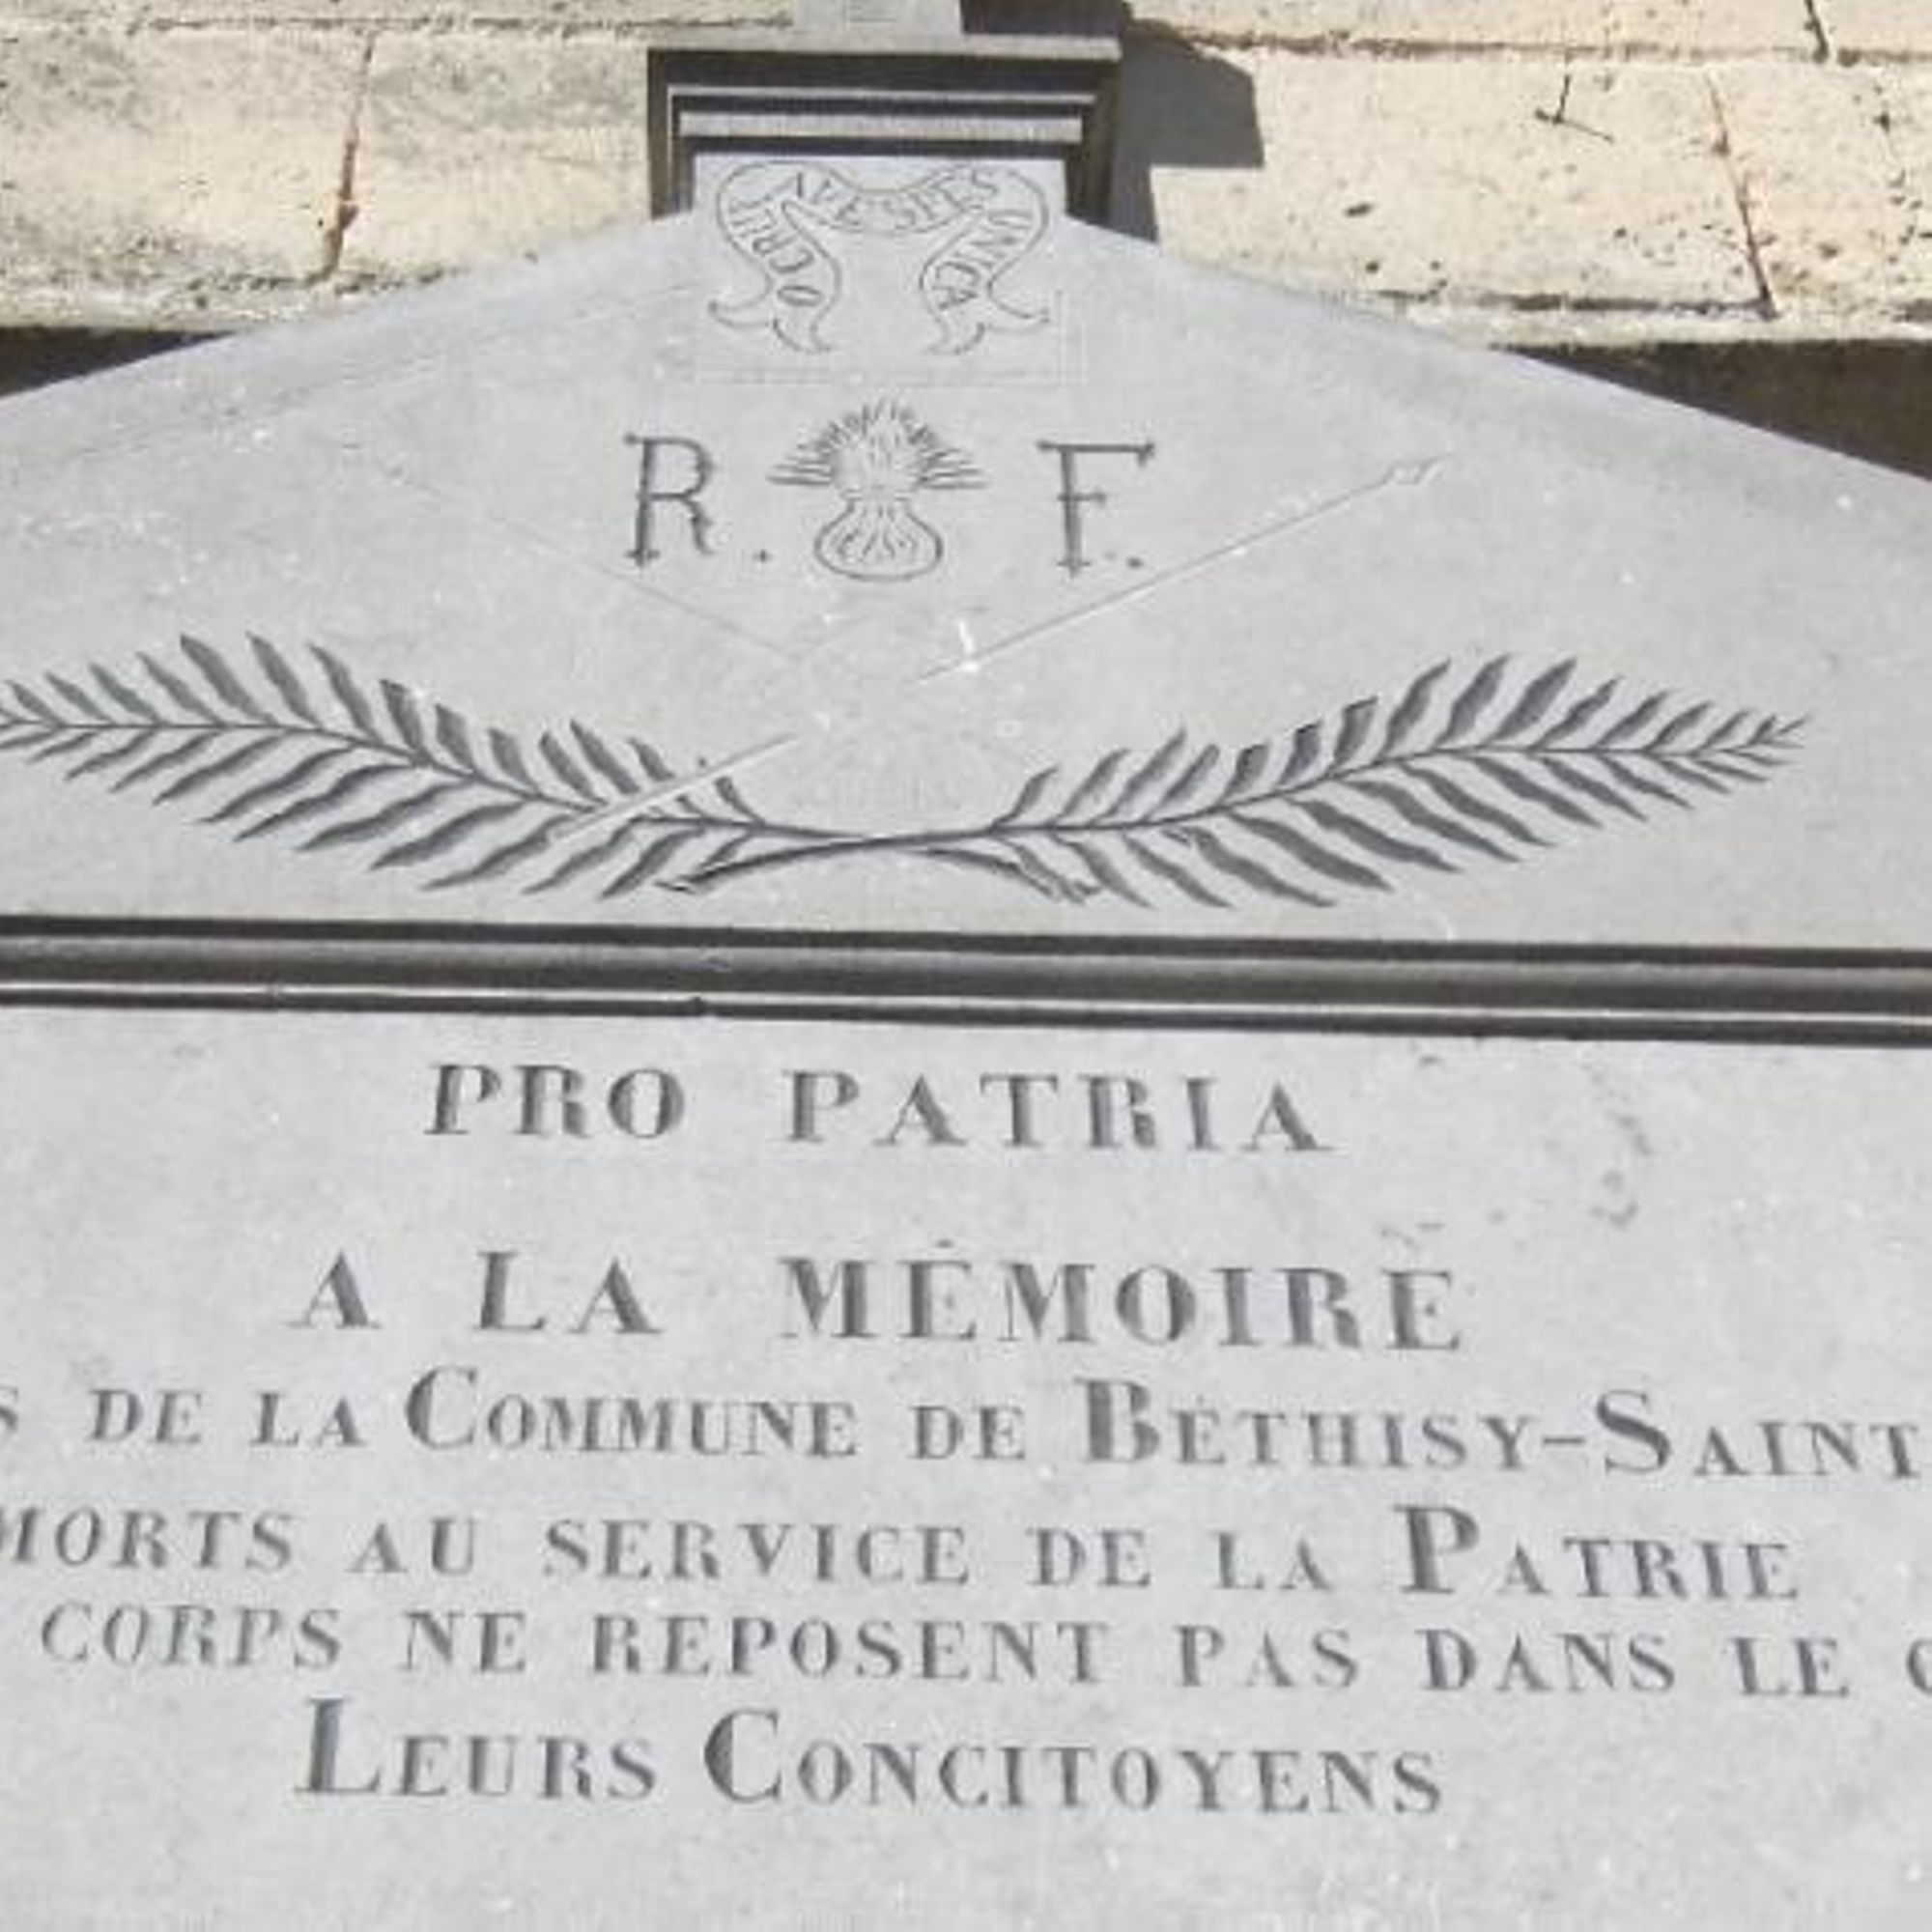 O CRUX AVE SPES UNICA
R. F.
PRO PATRIA
A LA MÉMOIRE
S DE LA COMMUNE DE BÉTHISY-SAINT
MORTS AU SERVICE DE LA PATRIE
CORPS NE REPOSENT PAS DANS LE C
LEURS CONCITOYENS